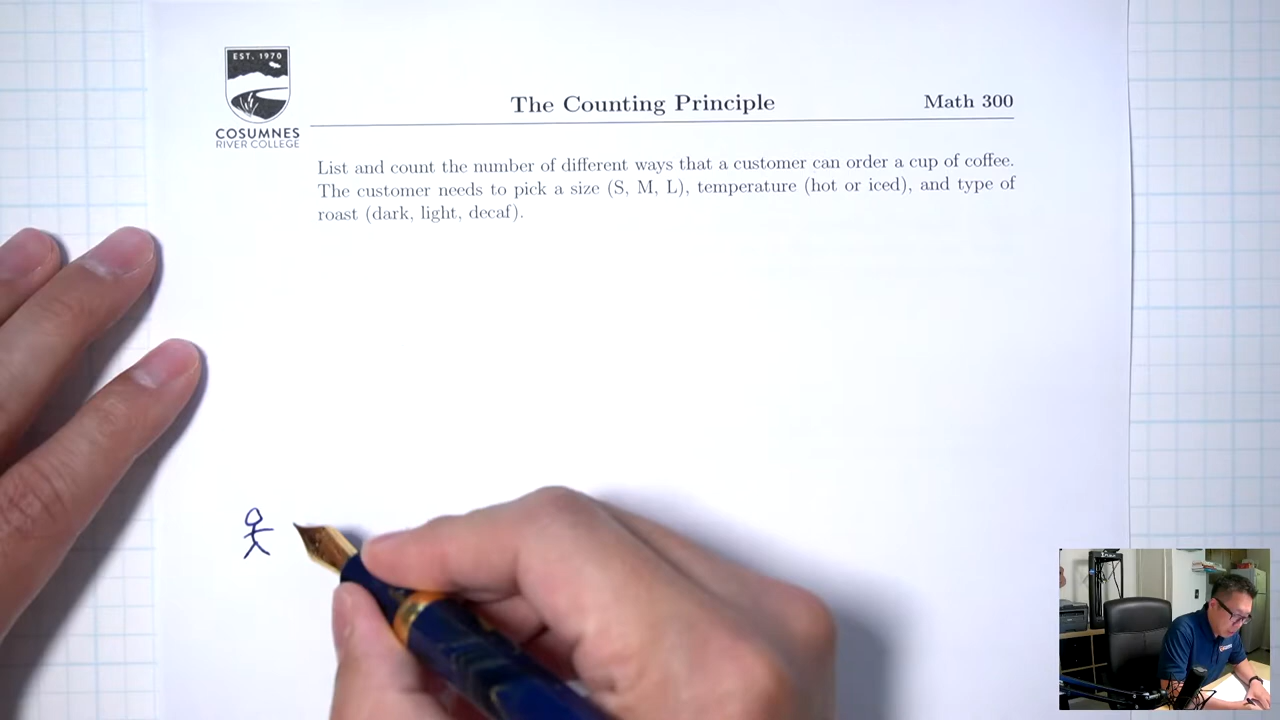 EST. 1970
COSUMNES
RIVER COLLEGE
The Counting Principle
Math 300
List and count the number of different ways that a customer can order a cup of coffee.
The customer needs to pick a size (S, M, L), temperature (hot or iced), and type of
roast (dark, light, decaf).